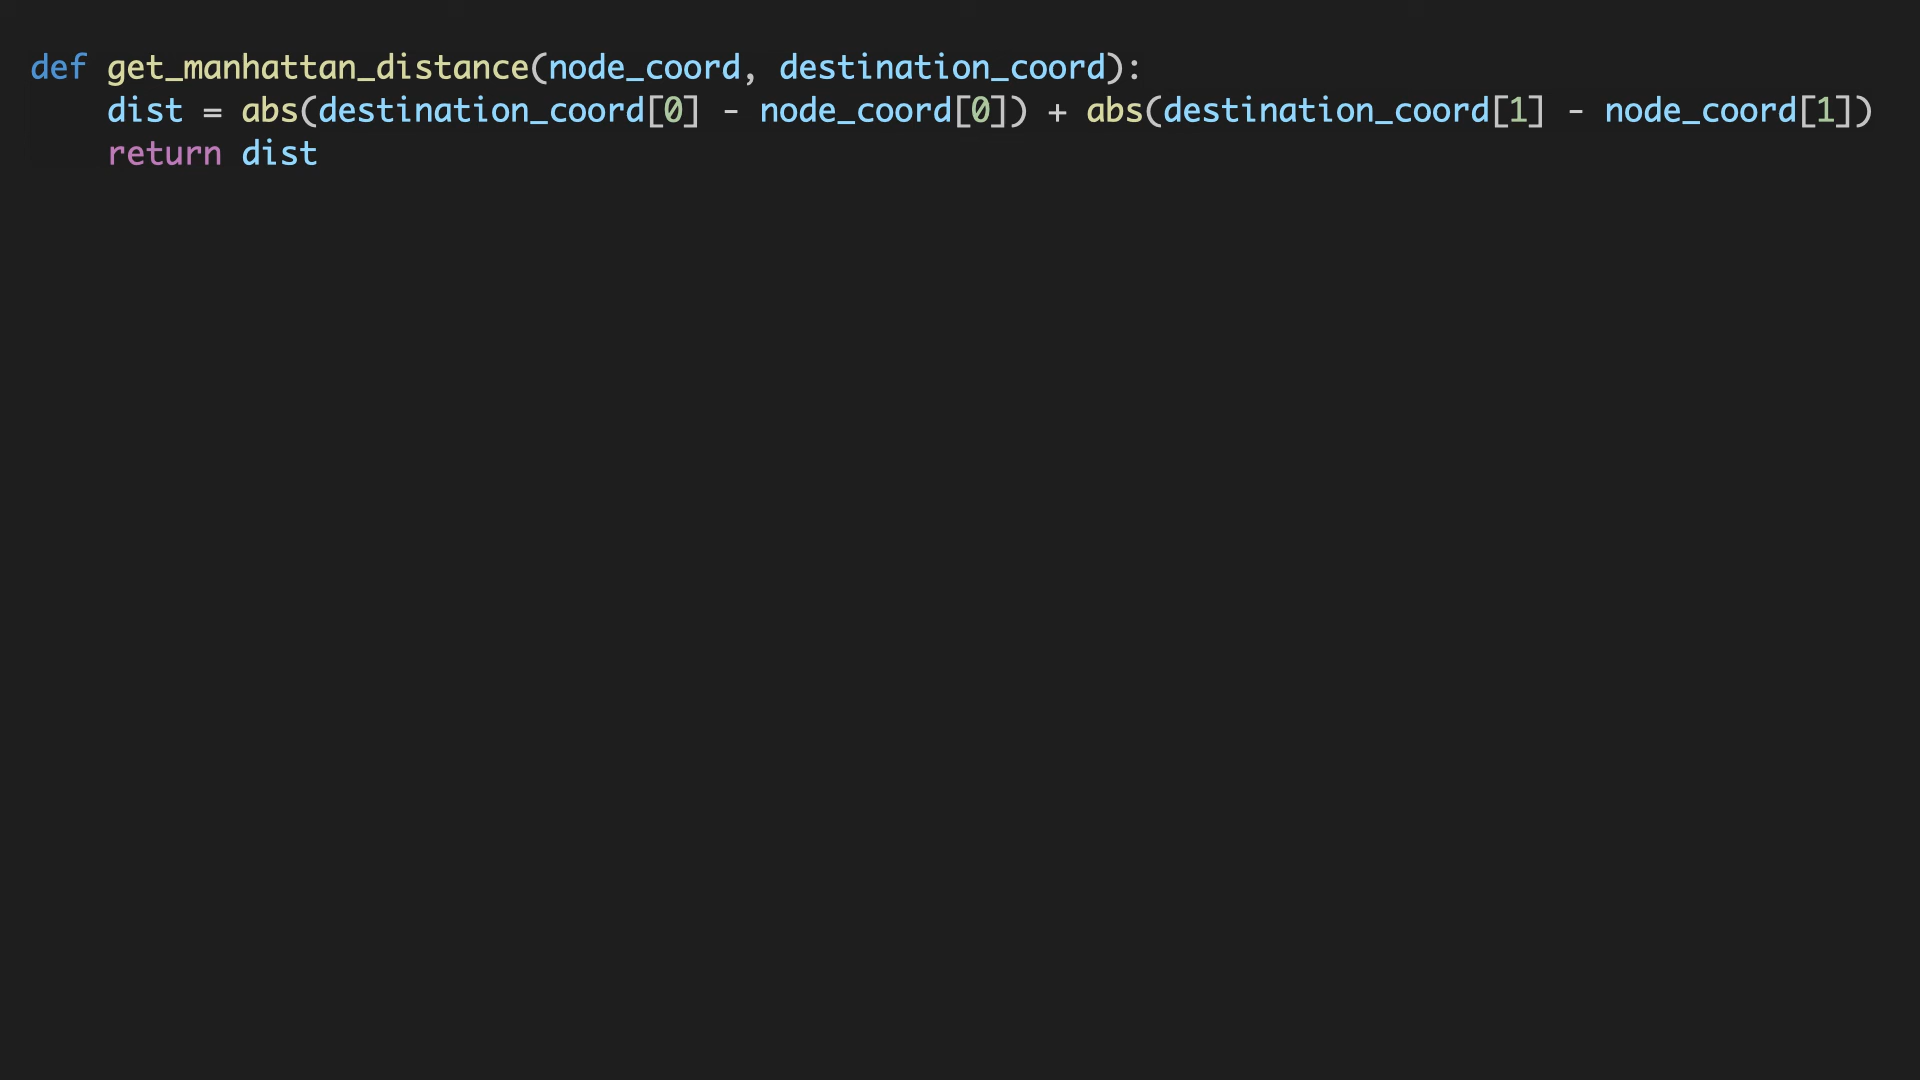 def get_manhattan_distance(node_coord, destination_coord):
    dist = abs(destination_coord[0] - node_coord[0]) + abs(destination_coord[1] - node_coord[1])
    return dist